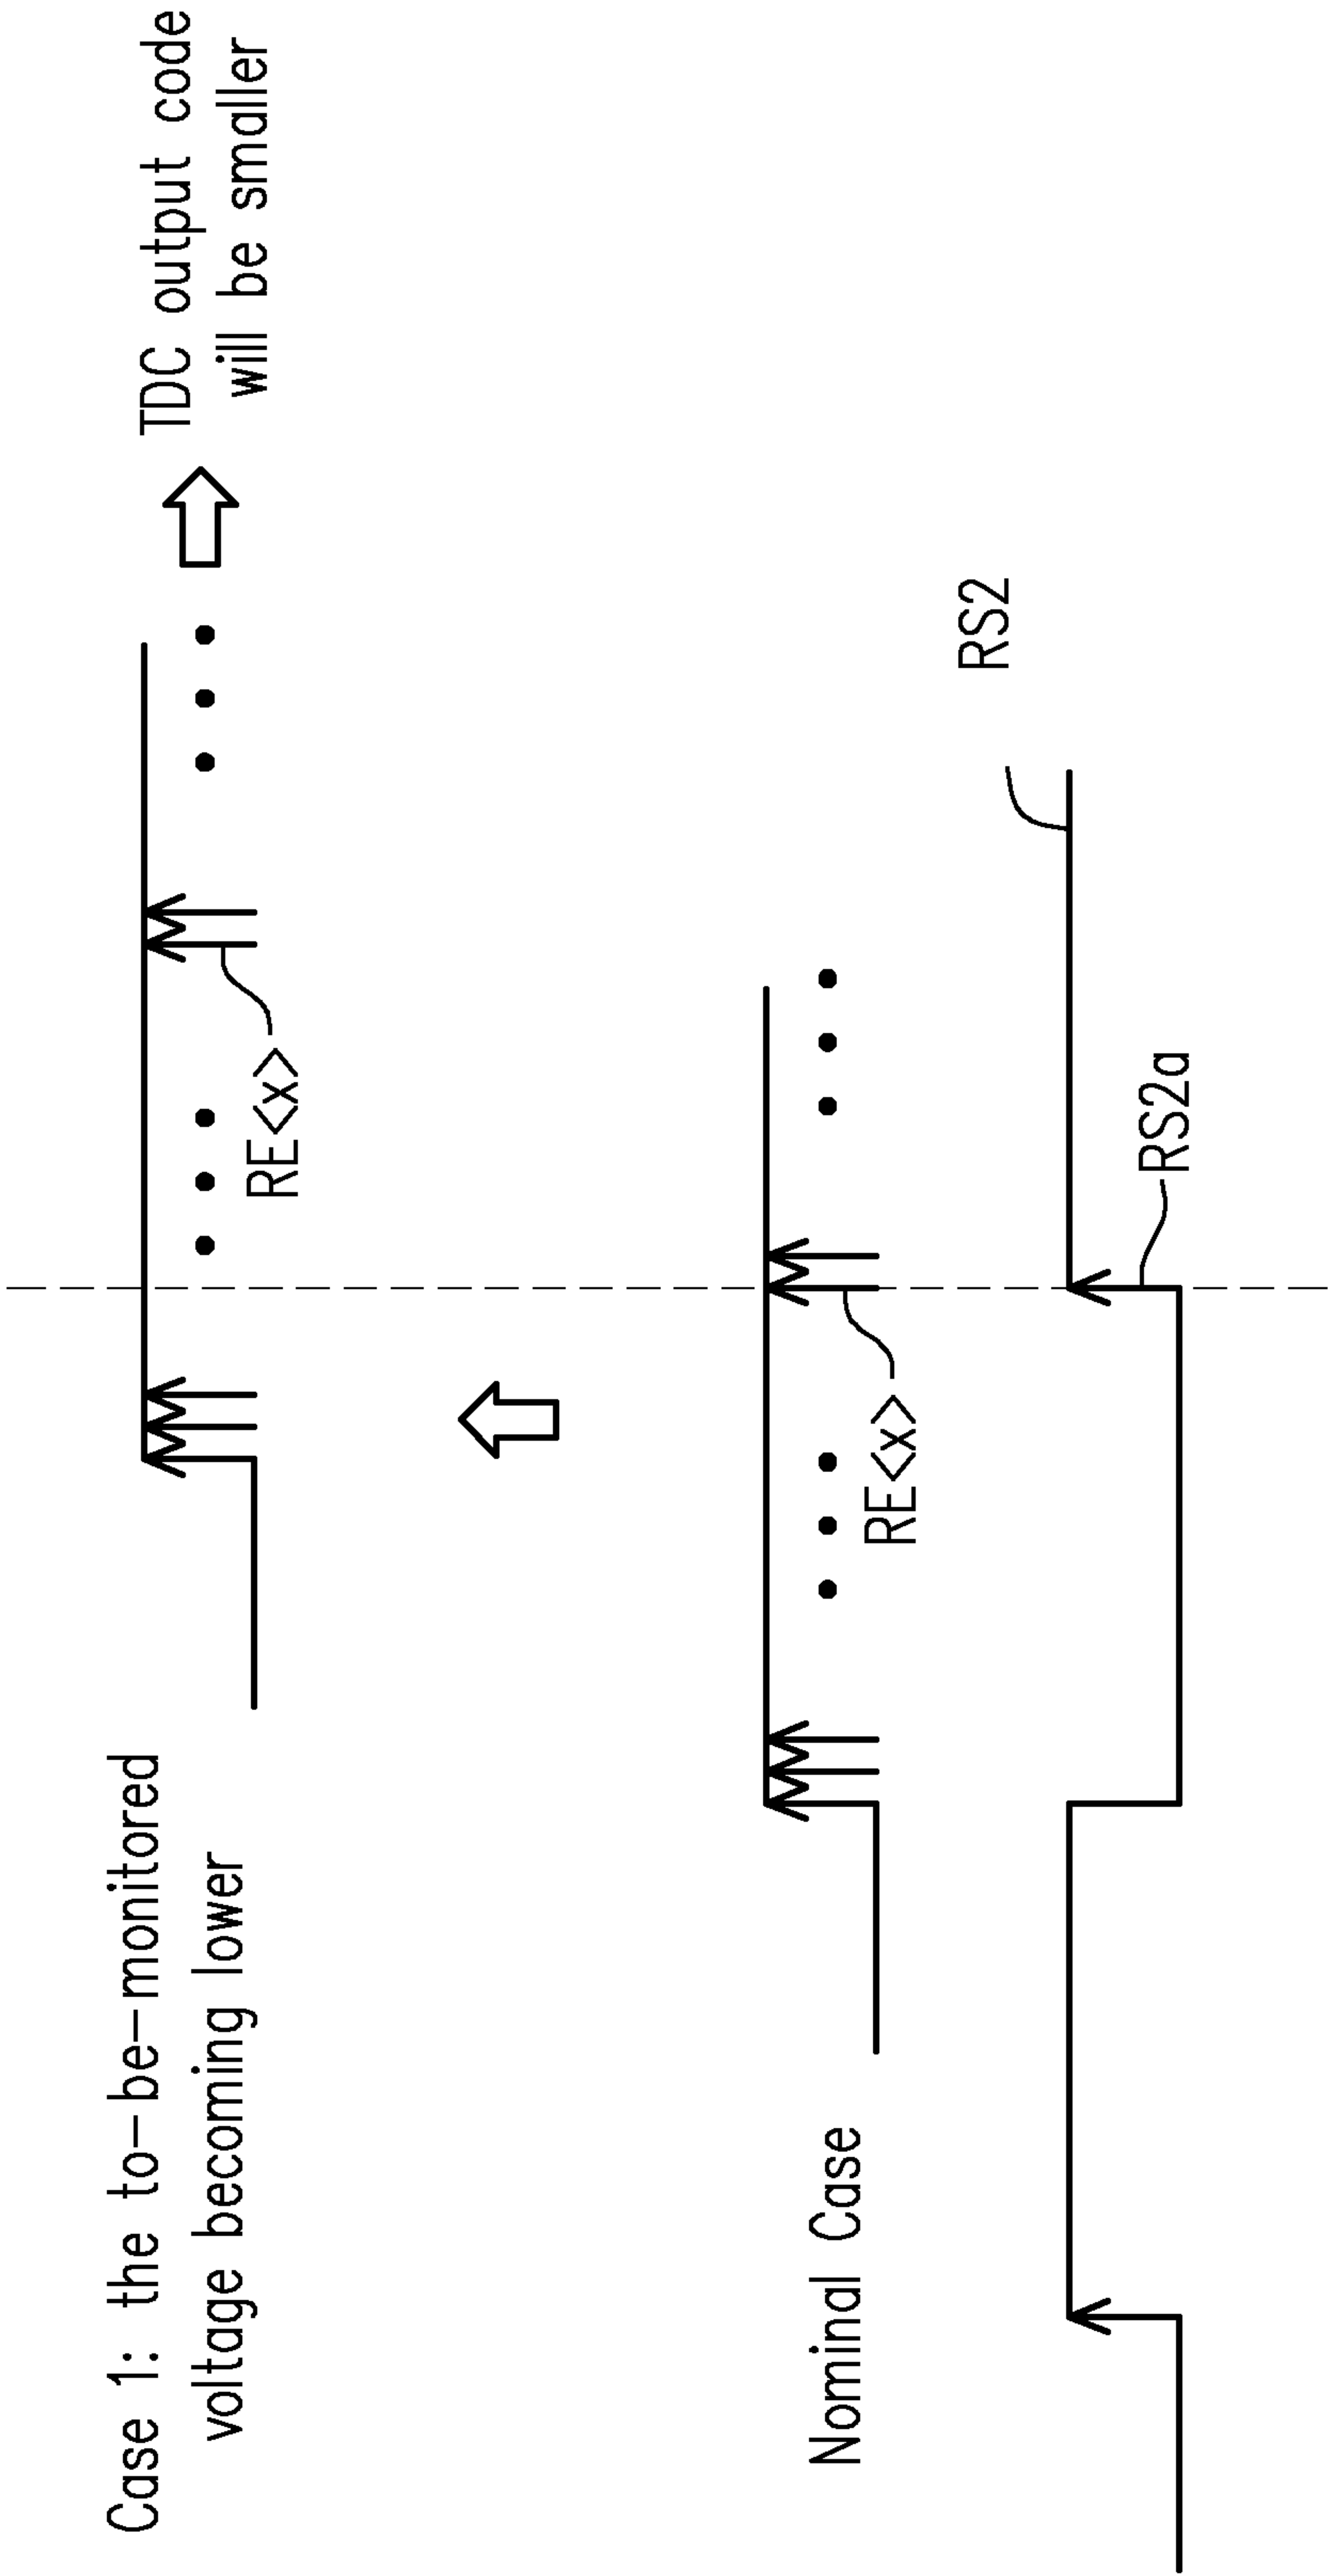 Case 1: the to-be-monitored
voltage becoming lower
RE<x>
TDC output code
will be smaller
Nominal Case
RE<x>
RS2
RS2a